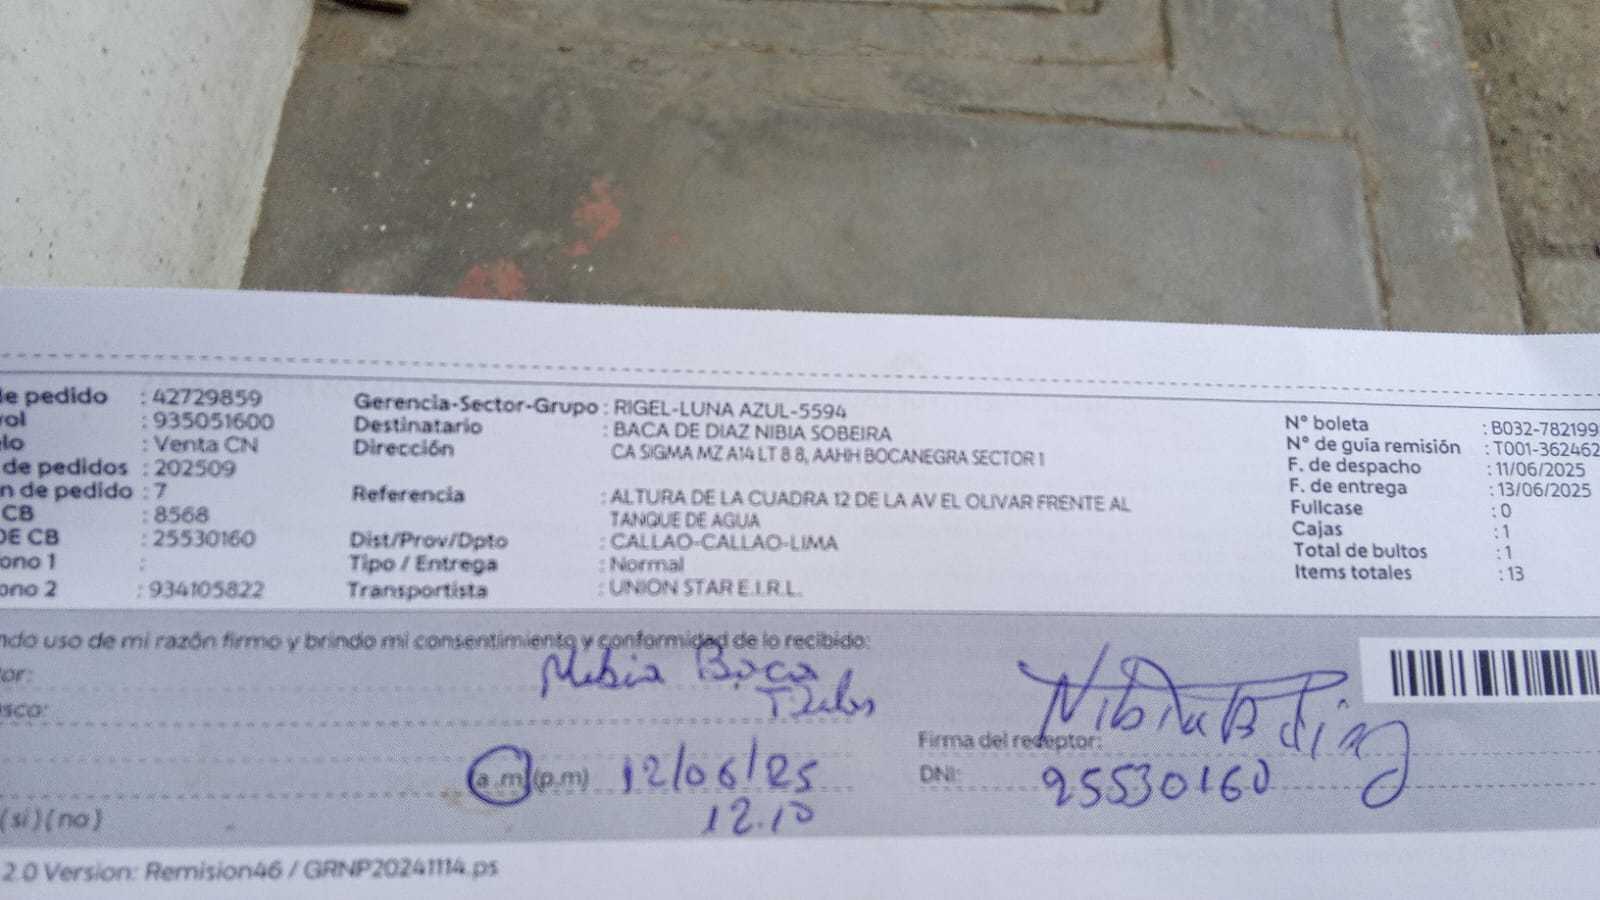 de pedido : 42729859
rol : 935051600
elo : Venta CN
de pedidos : 202509
n de pedido : 7
CB : 8568
DE CB : 25530160
ono 1 :
ono 2 : 934105822
Gerencia-Sector-Grupo : RIGEL-LUNA AZUL-5594
Destinatario : BACA DE DIAZ NIBIA SOBEIRA
Dirección CA SIGMA MZ A14 LT 8 8, AAHH BOCANEGRA SECTOR 1
Referencia : ALTURA DE LA CUADRA 12 DE LA AV EL OLIVAR FRENTE AL
TANQUE DE AGUA
Dist/Prov/Dpto : CALLAO-CALLAO-LIMA
Tipo / Entrega : Normal
Transportista : UNION STAR E.I.R.L.
N° boleta : B032-782199
N° de guía remisión : T001-362462
F. de despacho : 11/06/2025
F. de entrega : 13/06/2025
Fullcase : 0
Cajas : 1
Total de bultos : 1
Items totales : 13
ndo uso de mi razón firmo y brindo mi consentimiento y conformidad de lo recibido:
or: Nibia Baca
sco:
Firma del receptor: Nibia B Diaz
(a.m) (p.m) 12/06/25
DNI: 25530160
12.10
(si) (no)
2.0 Version: Remision46 / GRNP20241114.ps